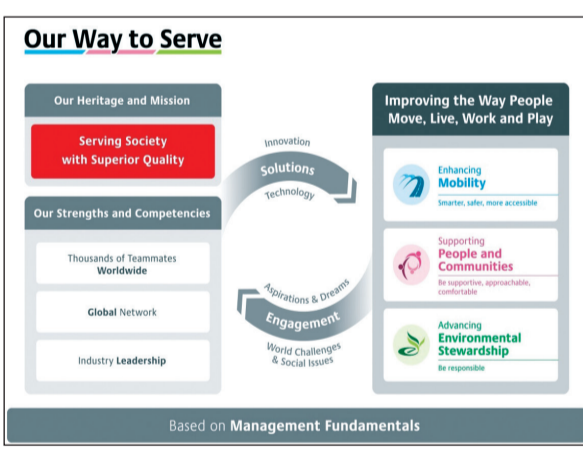 Our Way to Serve
Our Heritage and Mission
Serving Society
with Superior Quality
Our Strengths and Competencies
Thousands of Teammates
Worldwide
Global Network
Industry Leadership
Innovation
Solutions
Technology
Aspirations & Dreams
Engagement
World Challenges
& Social Issues
Improving the Way People
Move, Live, Work and Play
Enhancing
Mobility
Smarter, safer, more accessible
Supporting
People and
Communities
Be supportive, approachable,
comfortable
Advancing
Environmental
Stewardship
Be responsible
Based on Management Fundamentals